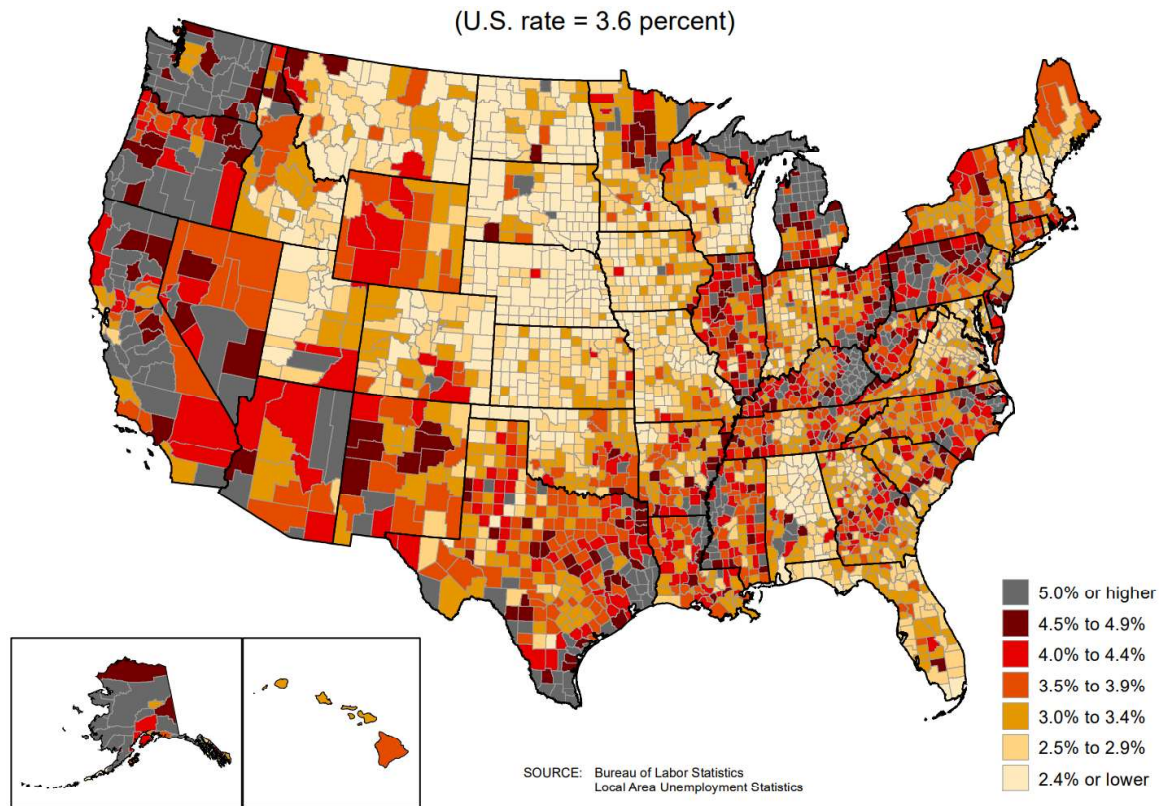 (U.S. rate = 3.6 percent)
5.0% or higher
4.5% to 4.9%
4.0% to 4.4%
3.5% to 3.9%
3.0% to 3.4%
2.5% to 2.9%
2.4% or lower
SOURCE: Bureau of Labor Statistics
Local Area Unemployment Statistics